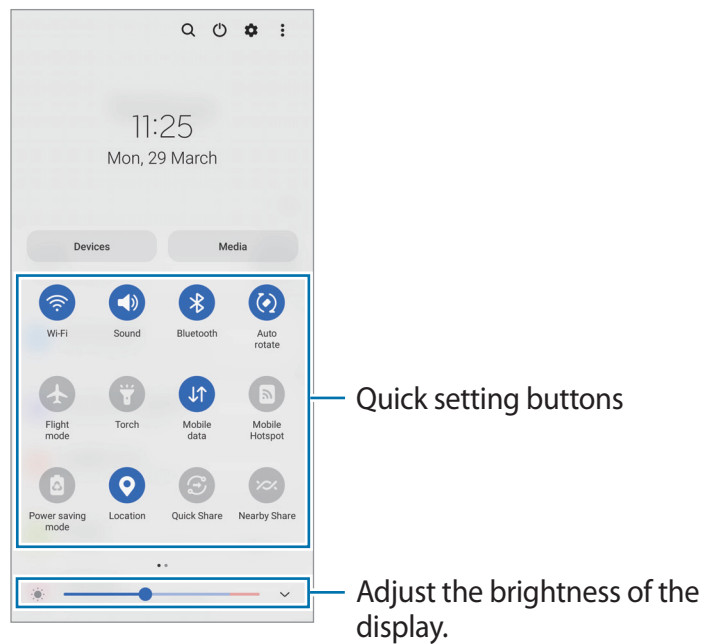 11:25
Mon, 29 March
Devices
Media
Wi-Fi
Sound
Bluetooth
Auto
rotate
Flight
mode
Torch
Mobile
data
Mobile
Hotspot
Power saving
mode
Location
Quick Share
Nearby Share
Quick setting buttons
Adjust the brightness of the
display.